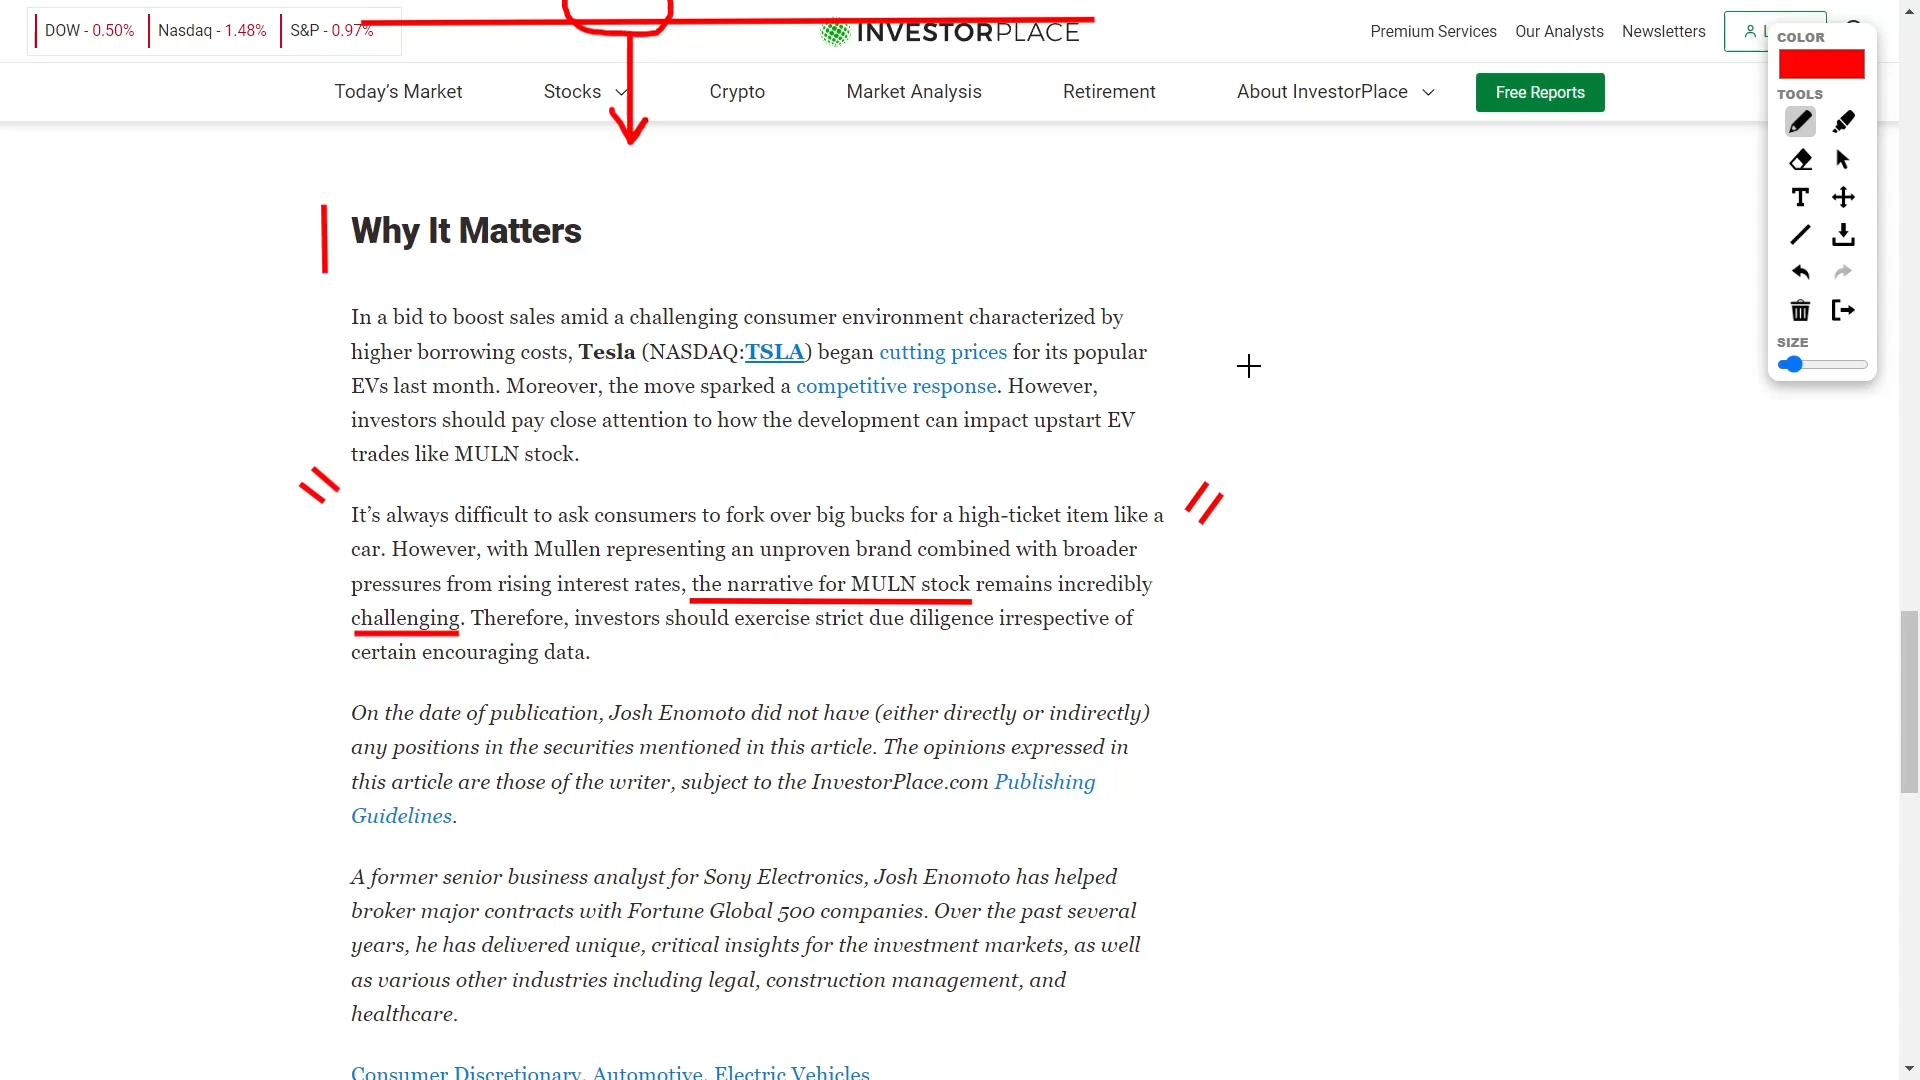 DOW - 0.50% Nasdaq - 1.48% S&P - 0.97%
INVESTORPLACE
Premium Services Our Analysts Newsletters
Today’s Market Stocks Crypto Market Analysis Retirement About InvestorPlace Free Reports
COLOR
TOOLS
T
SIZE
Why It Matters
In a bid to boost sales amid a challenging consumer environment characterized by
higher borrowing costs, Tesla (NASDAQ:TSLA) began cutting prices for its popular
EVs last month. Moreover, the move sparked a competitive response. However,
investors should pay close attention to how the development can impact upstart EV
trades like MULN stock.
It’s always difficult to ask consumers to fork over big bucks for a high-ticket item like a
car. However, with Mullen representing an unproven brand combined with broader
pressures from rising interest rates, the narrative for MULN stock remains incredibly
challenging. Therefore, investors should exercise strict due diligence irrespective of
certain encouraging data.
On the date of publication, Josh Enomoto did not have (either directly or indirectly)
any positions in the securities mentioned in this article. The opinions expressed in
this article are those of the writer, subject to the InvestorPlace.com Publishing
Guidelines.
A former senior business analyst for Sony Electronics, Josh Enomoto has helped
broker major contracts with Fortune Global 500 companies. Over the past several
years, he has delivered unique, critical insights for the investment markets, as well
as various other industries including legal, construction management, and
healthcare.
Consumer Discretionary, Automotive, Electric Vehicles